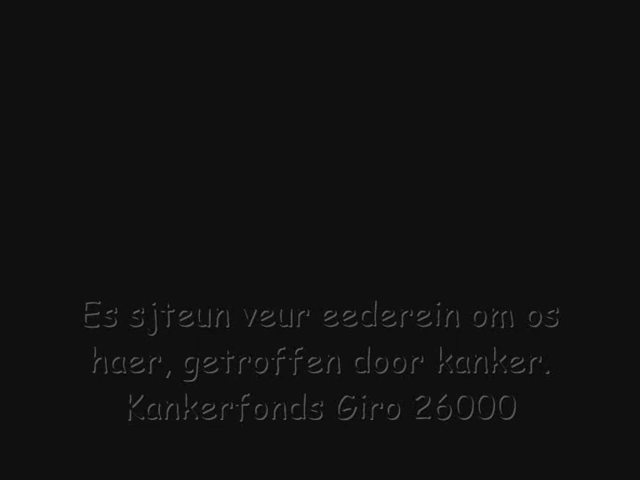 Es sjteun veur eederein om os
haer, getroffen door kanker.
Kankerfonds Giro 26000